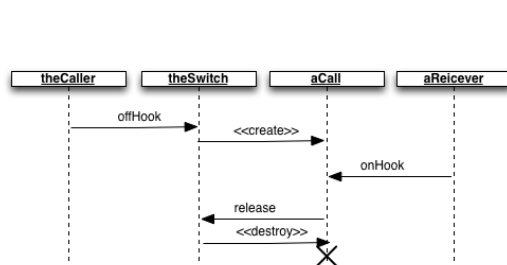 theCaller
theSwitch
aCall
aReicever
offHook
<<create>>
onHook
release
<<destroy>>